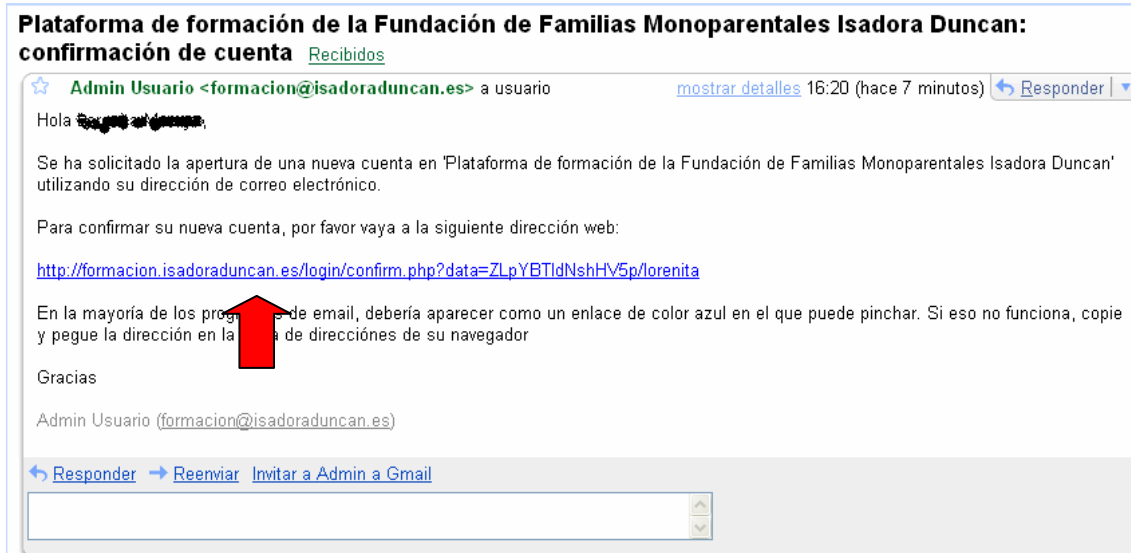 Plataforma de formación de la Fundación de Familias Monoparentales Isadora Duncan:
confirmación de cuenta Recibidos
Admin Usuario <formacion@isadoraduncan.es> a usuario mostrar detalles 16:20 (hace 7 minutos) Responder
Hola
Se ha solicitado la apertura de una nueva cuenta en 'Plataforma de formación de la Fundación de Familias Monoparentales Isadora Duncan'
utilizando su dirección de correo electrónico.
Para confirmar su nueva cuenta, por favor vaya a la siguiente dirección web:
http://formacion.isadoraduncan.es/login/confirm.php?data=ZLpYBTldNshHV5p/lorenita
En la mayoría de los de email, debería aparecer como un enlace de color azul en el que puede pinchar. Si eso no funciona, copie
y pegue la dirección en la de direcciónes de su navegador
Gracias
Admin Usuario (formacion@isadoraduncan.es)
Responder Reenviar Invitar a Admin a Gmail